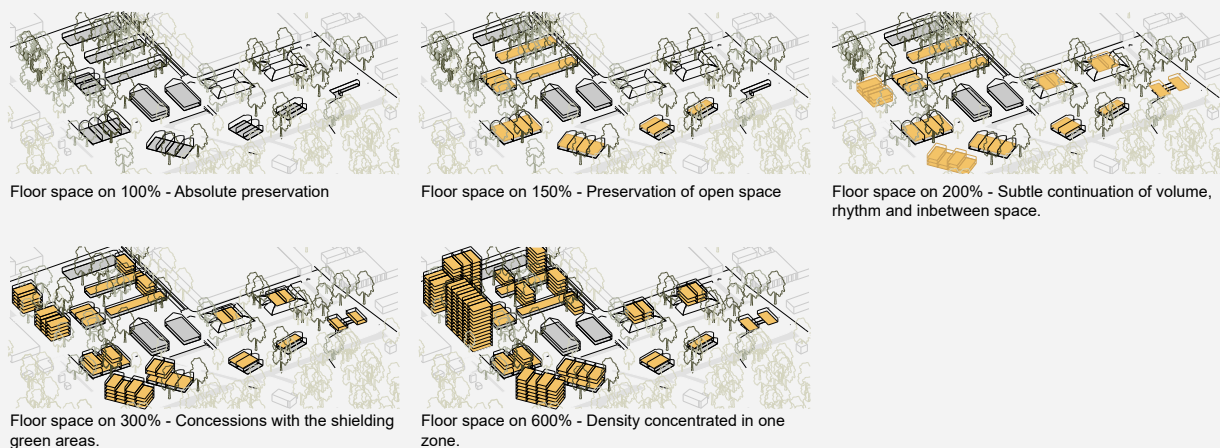 Floor space on 100% - Absolute preservation
Floor space on 150% - Preservation of open space
Floor space on 200% - Subtle continuation of volume,
rhythm and inbetween space.
Floor space on 300% - Concessions with the shielding
green areas.
Floor space on 600% - Density concentrated in one
zone.